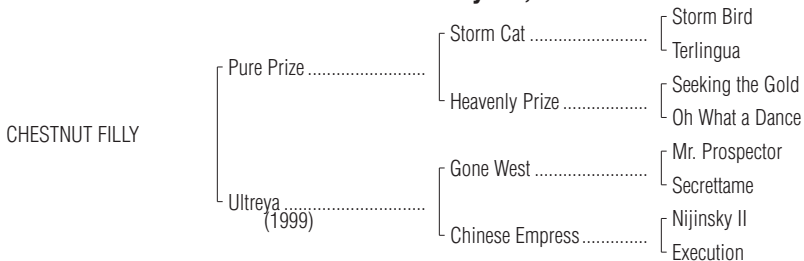 Storm Bird
Storm Cat ..........................
Terlingua
Pure Prize .........................
Seeking the Gold
Heavenly Prize ..................
Oh What a Dance
CHESTNUT FILLY
Mr. Prospector
Gone West ........................
Secrettame
Ultreya ..............................
(1999)
Nijinsky II
Chinese Empress..............
Execution